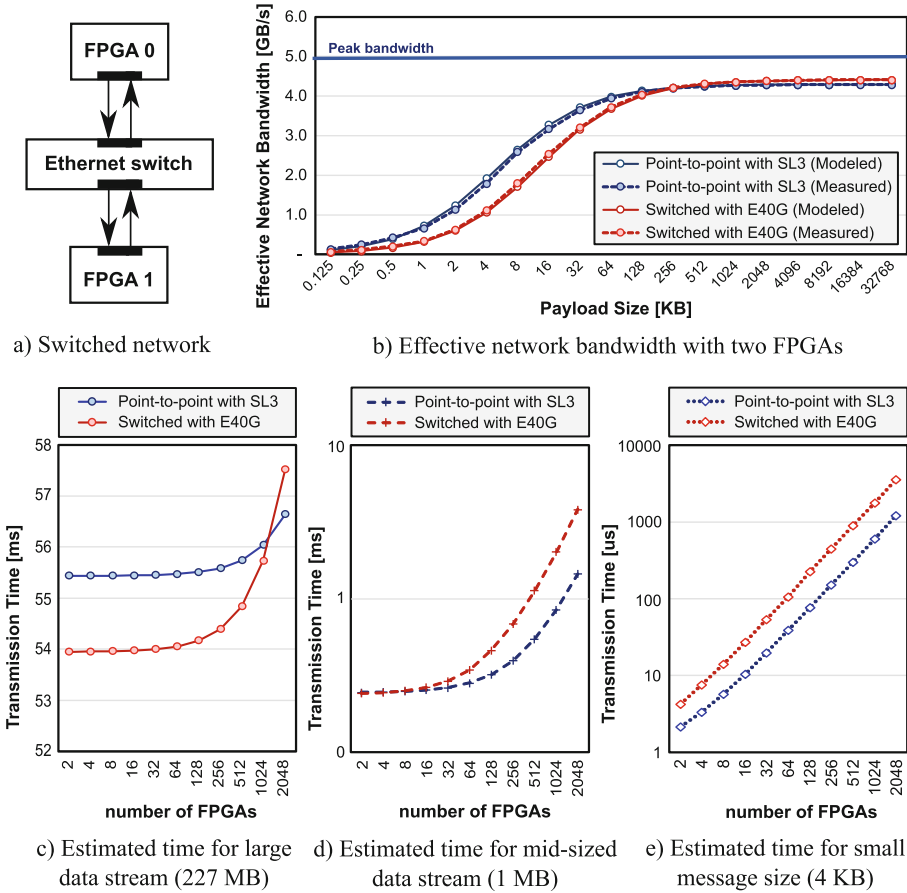 FPGA 0
Ethernet switch
FPGA 1
a) Switched network
Effective Network Bandwidth [GB/s]
6.0
5.0
4.0
3.0
2.0
1.0
-
Peak bandwidth
Point-to-point with SL3 (Modeled)
Point-to-point with SL3 (Measured)
Switched with E40G (Modeled)
Switched with E40G (Measured)
0.125 0.25 0.5 1 2 4 8 16 32 64 128 256 512 1024 2048 4096 8192 16384 32768
Payload Size [KB]
b) Effective network bandwidth with two FPGAs
Point-to-point with SL3
Switched with E40G
Transmission Time [ms]
58
57
56
55
54
53
52
2 4 8 16 32 64 128 256 512 1024 2048
number of FPGAs
c) Estimated time for large
data stream (227 MB)
Point-to-point with SL3
Switched with E40G
Transmission Time [ms]
10
1
0
2 4 8 16 32 64 128 256 512 1024 2048
number of FPGAs
d) Estimated time for mid-sized
data stream (1 MB)
Point-to-point with SL3
Switched with E40G
Transmission Time [us]
10000
1000
100
10
1
2 4 8 16 32 64 128 256 512 1024 2048
number of FPGAs
e) Estimated time for small
message size (4 KB)